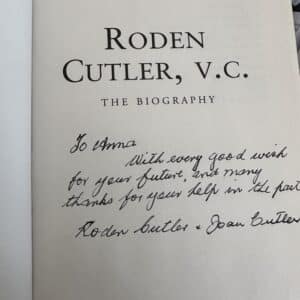 RODEN
CUTLER, V.C.
THE BIOGRAPHY
To Anna
With every good wish
for your future, and many
thanks for your help in the past
Roden Cutler & Joan Cutler